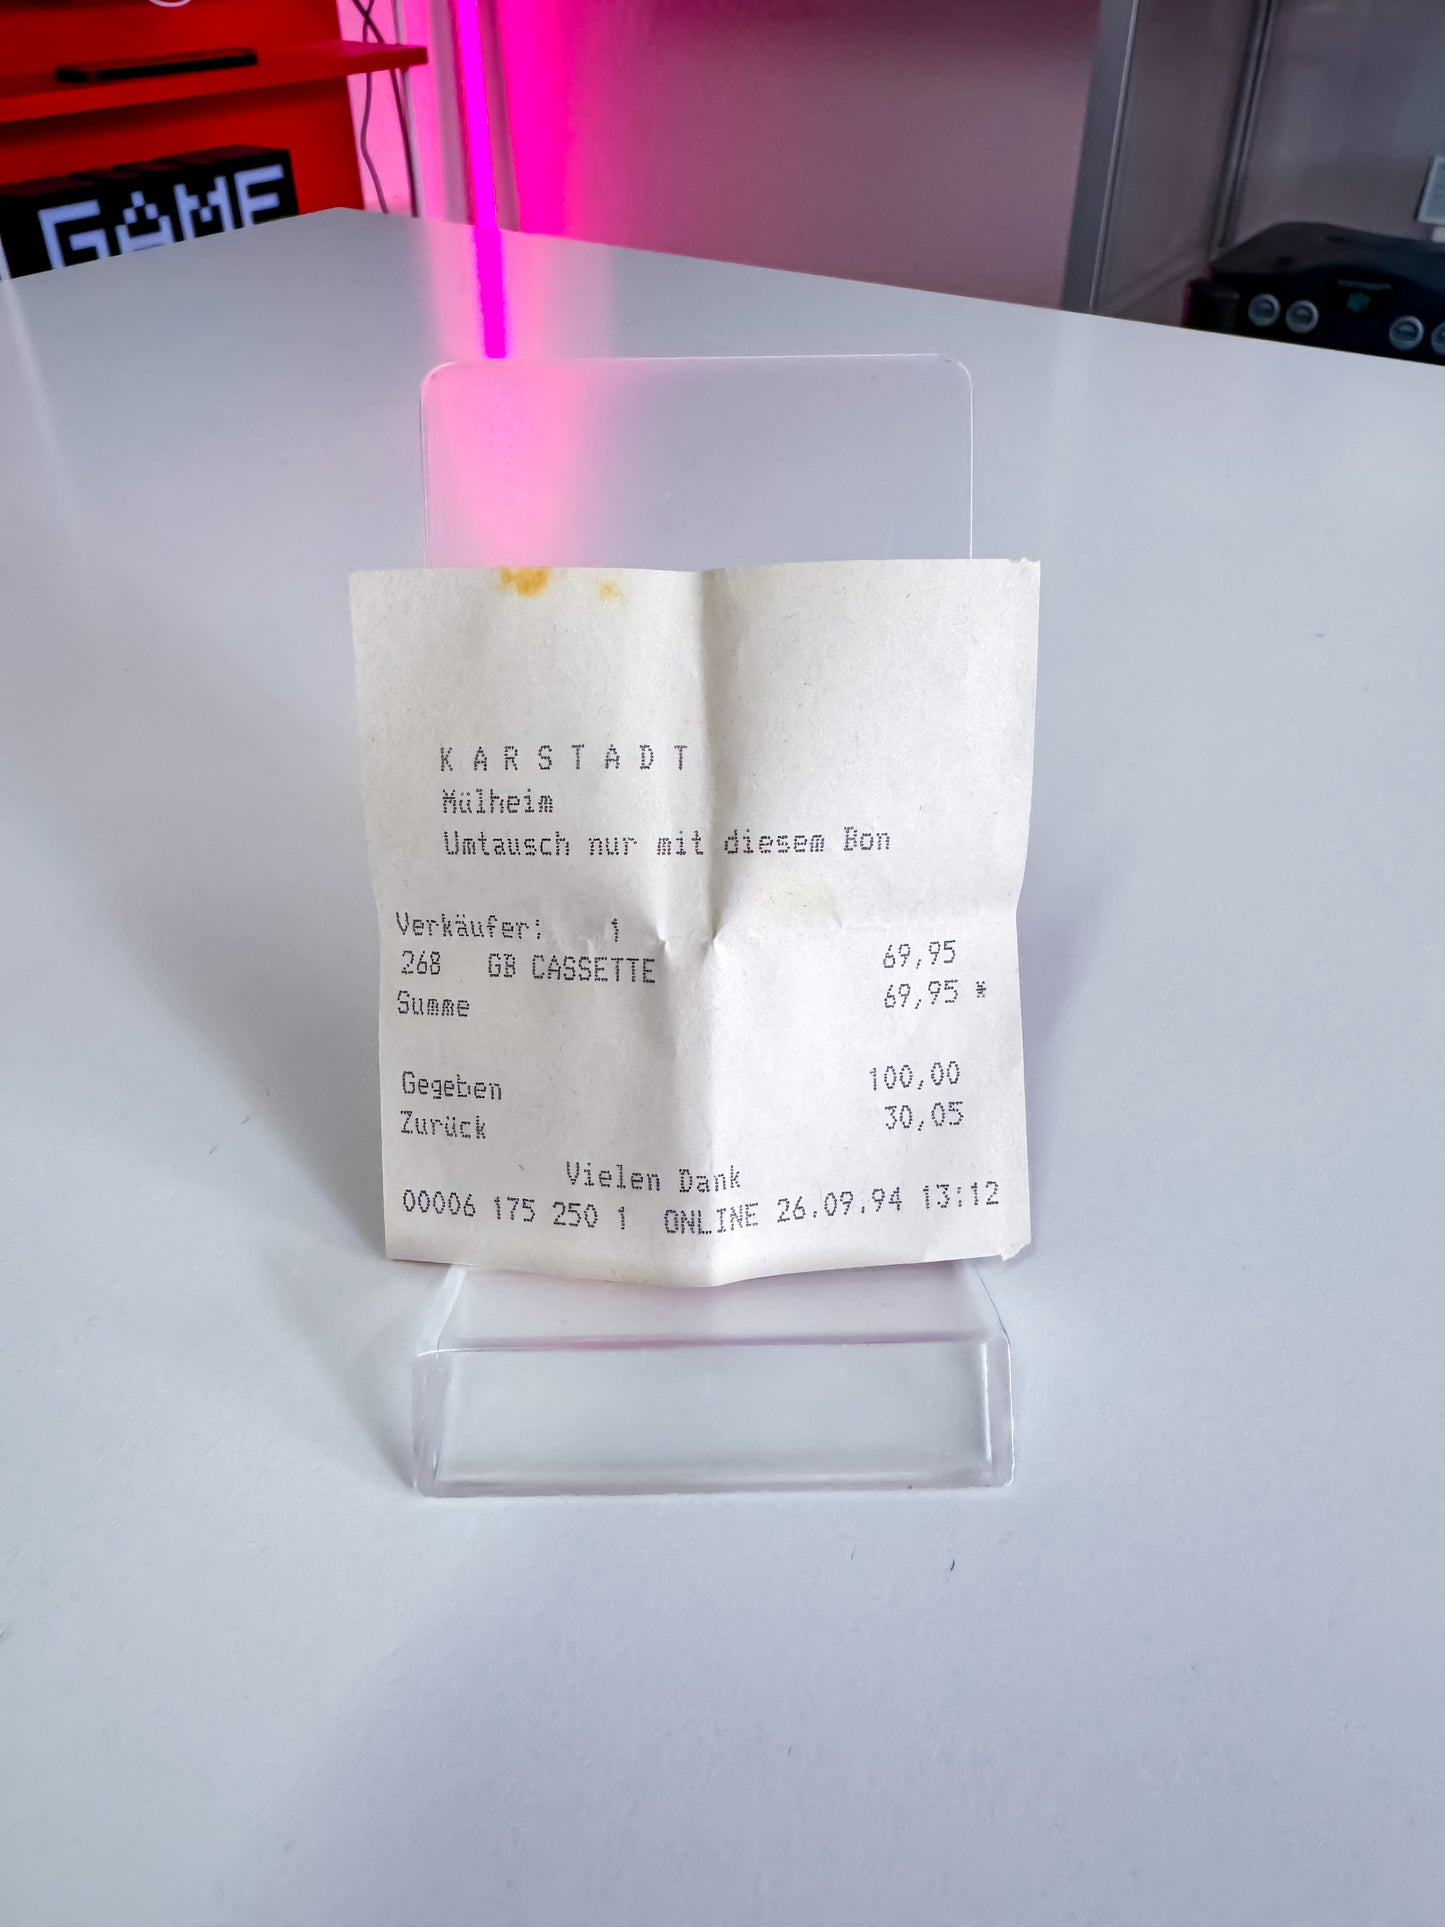 GAME
K A R S T A D T
Mülheim
Umtausch nur mit diesem Bon
Verkäufer: 1
268 GB CASSETTE 69,95
Summe 69,95 *
Gegeben 100,00
Zurück 30,05
Vielen Dank
00006 175 250 1 ONLINE 26.09.94 13:12